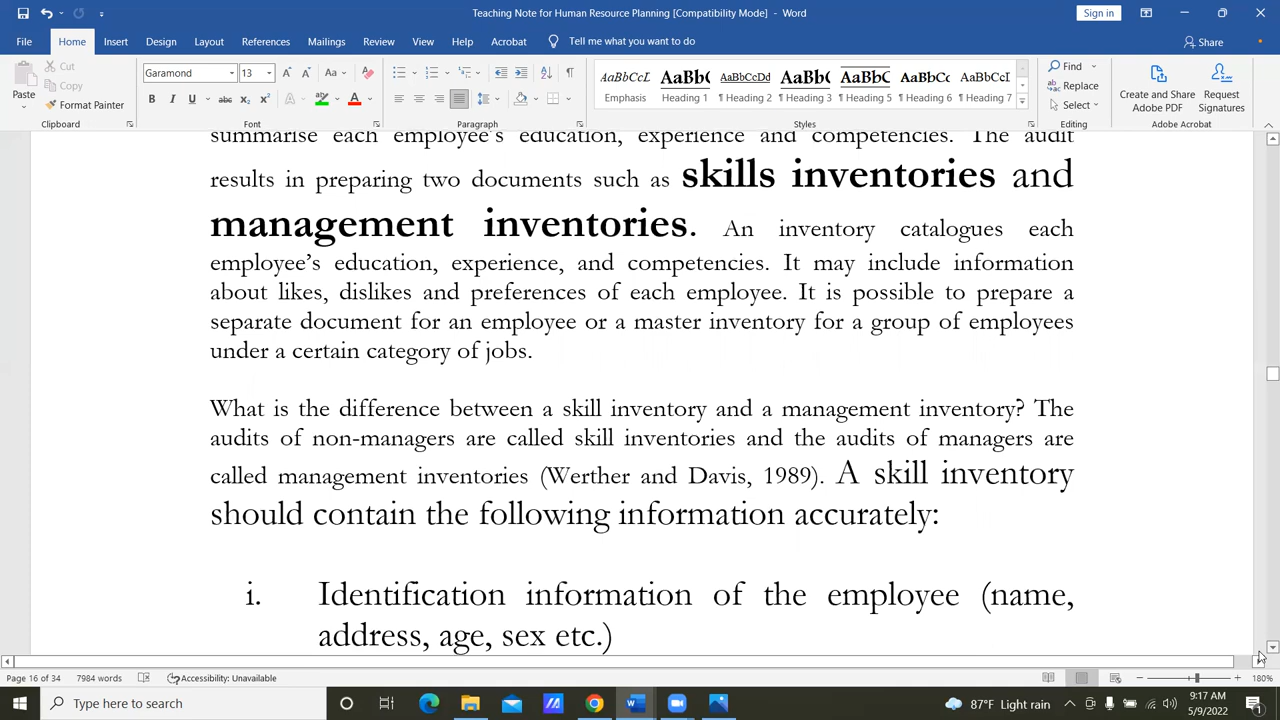 Teaching Note for Human Resource Planning [Compatibility Mode] - Word
Sign in
File Home Insert Design Layout References Mailings Review View Help Acrobat Tell me what you want to do Share
Cut
Copy
Paste
Format Painter
Garamond 13
AaBbCcL AaBb( AaBbCcDd AaBbC AaBbC AaBbCc AaBbCcD
Emphasis Heading 1 ¶ Heading 2 ¶ Heading 3 ¶ Heading 5 ¶ Heading 6 ¶ Heading 7
Find
Replace
Select
Create and Share Adobe PDF
Request Signatures
Clipboard Font Paragraph Styles Editing Adobe Acrobat
summarise each employee's education, experience and competencies. The audit
results in preparing two documents such as skills inventories and
management inventories. An inventory catalogues each
employee's education, experience, and competencies. It may include information
about likes, dislikes and preferences of each employee. It is possible to prepare a
separate document for an employee or a master inventory for a group of employees
under a certain category of jobs.
What is the difference between a skill inventory and a management inventory? The
audits of non-managers are called skill inventories and the audits of managers are
called management inventories (Werther and Davis, 1989). A skill inventory
should contain the following information accurately:
i. Identification information of the employee (name,
address, age, sex etc.)
Page 16 of 34 7984 words Accessibility: Unavailable 180%
Type here to search
87°F Light rain
9:17 AM
5/9/2022